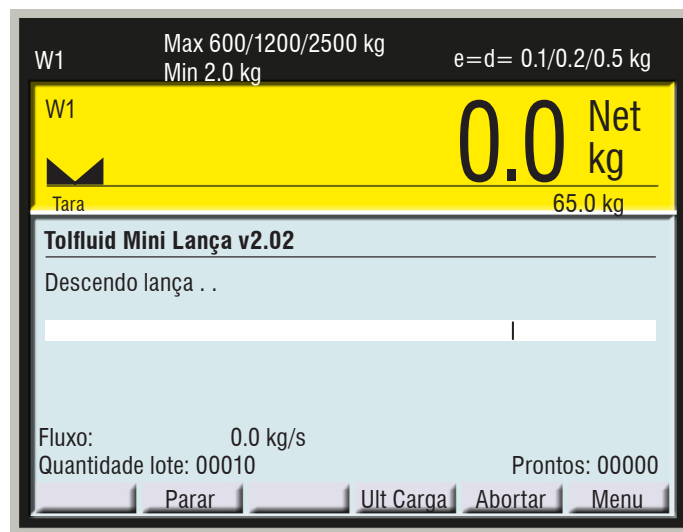 W1 Max 600/1200/2500 kg e=d= 0.1/0.2/0.5 kg
Min 2.0 kg
W1 0.0 Net
kg
Tara 65.0 kg
Tolfluid Mini Lança v2.02
Descendo lança . .
Fluxo: 0.0 kg/s
Quantidade lote: 00010 Prontos: 00000
Parar Ult Carga Abortar Menu